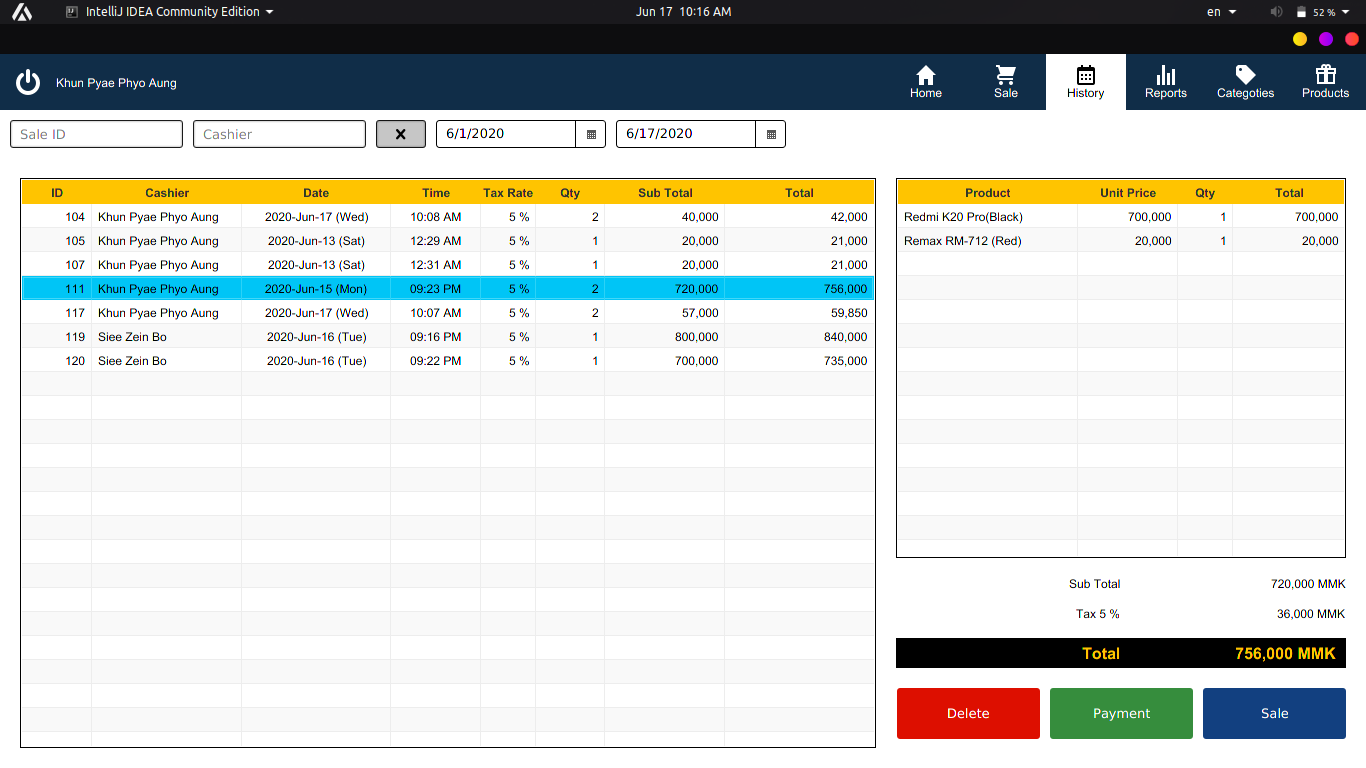 IntelliJ IDEA Community Edition Jun 17 10:16 AM en 52 %
Khun Pyae Phyo Aung Home Sale History Reports Categoties Products
Sale ID Cashier 6/1/2020 6/17/2020
ID Cashier Date Time Tax Rate Qty Sub Total Total
104 Khun Pyae Phyo Aung 2020-Jun-17 (Wed) 10:08 AM 5 % 2 40,000 42,000
105 Khun Pyae Phyo Aung 2020-Jun-13 (Sat) 12:29 AM 5 % 1 20,000 21,000
107 Khun Pyae Phyo Aung 2020-Jun-13 (Sat) 12:31 AM 5 % 1 20,000 21,000
111 Khun Pyae Phyo Aung 2020-Jun-15 (Mon) 09:23 PM 5 % 2 720,000 756,000
117 Khun Pyae Phyo Aung 2020-Jun-17 (Wed) 10:07 AM 5 % 2 57,000 59,850
119 Siee Zein Bo 2020-Jun-16 (Tue) 09:16 PM 5 % 1 800,000 840,000
120 Siee Zein Bo 2020-Jun-16 (Tue) 09:22 PM 5 % 1 700,000 735,000
Product Unit Price Qty Total
Redmi K20 Pro(Black) 700,000 1 700,000
Remax RM-712 (Red) 20,000 1 20,000
Sub Total 720,000 MMK
Tax 5 % 36,000 MMK
Total 756,000 MMK
Delete Payment Sale